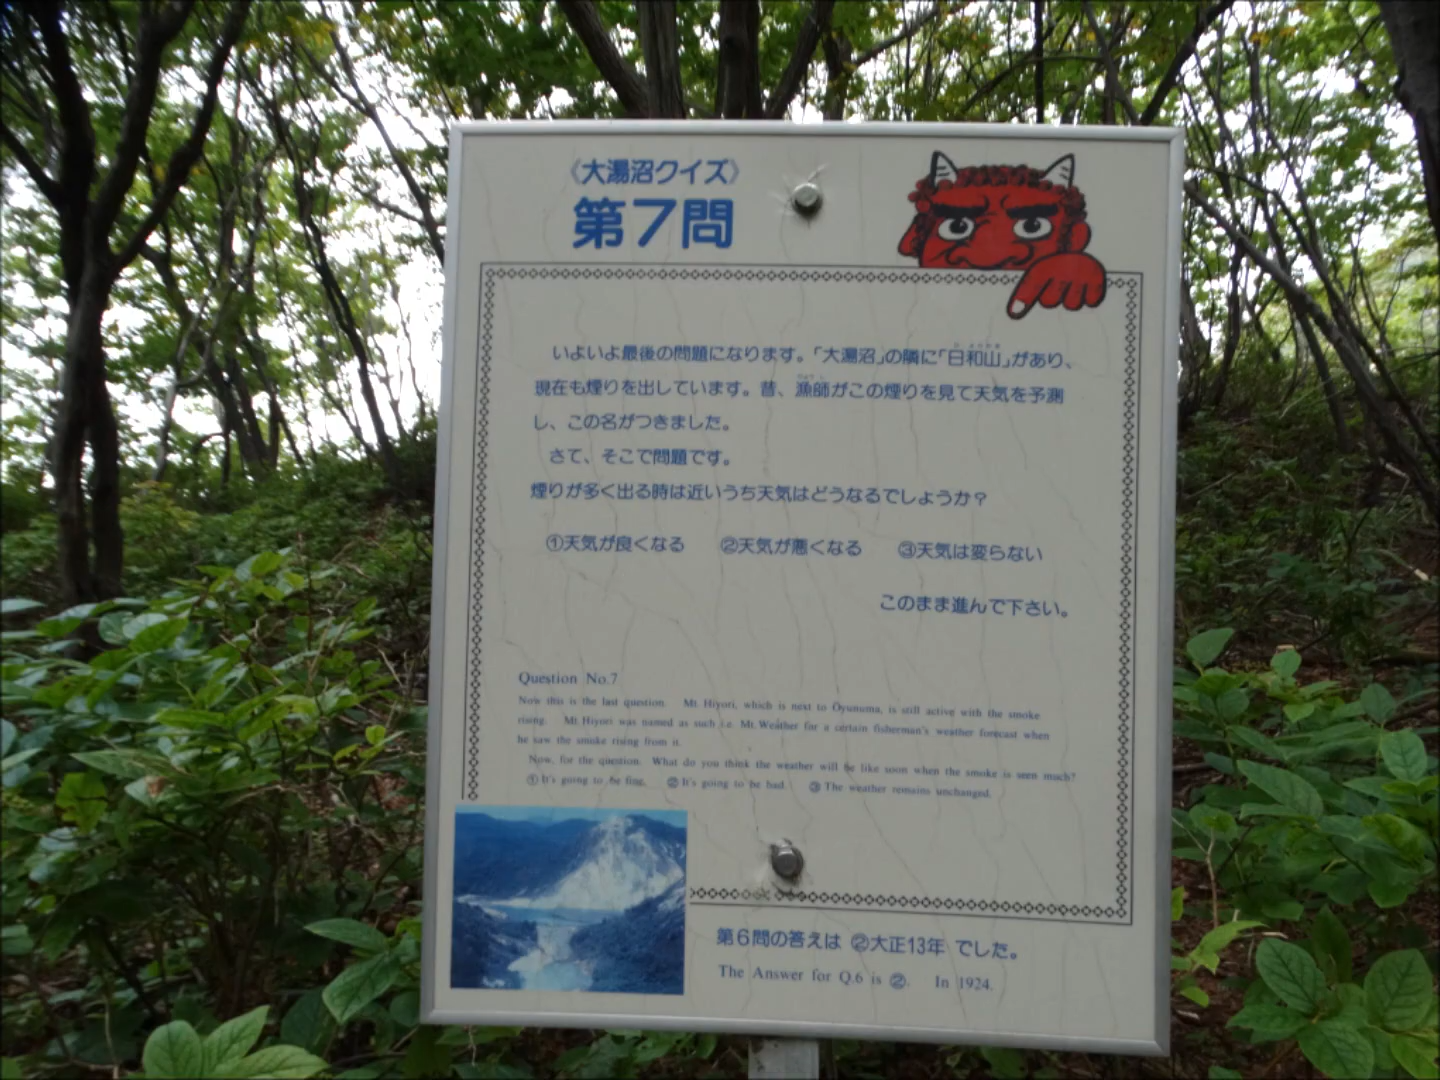 《大湯沼クイズ》
第7問
いよいよ最後の問題になります。「大湯沼」の隣に「日和山」があり、
現在も煙りを出しています。昔、漁師がこの煙りを見て天気を予測
し、この名がつきました。
さて、そこで問題です。
煙りが多く出る時は近いうち天気はどうなるでしょうか？
①天気が良くなる ②天気が悪くなる ③天気は変らない
このまま進んで下さい。
Question No.7
Now this is the last question. Mt. Hiyori, which is next to Ōyunuma, is still active with the smoke
rising. Mt. Hiyori was named as such i.e. Mt. Weather for a certain fisherman's weather forecast when
he saw the smoke rising from it.
Now, for the question. What do you think the weather will be like soon when the smoke is seen much?
① It's going to be fine. ② It's going to be bad. ③ The weather remains unchanged.
第6問の答えは ②大正13年 でした。
The Answer for Q.6 is ②. In 1924.